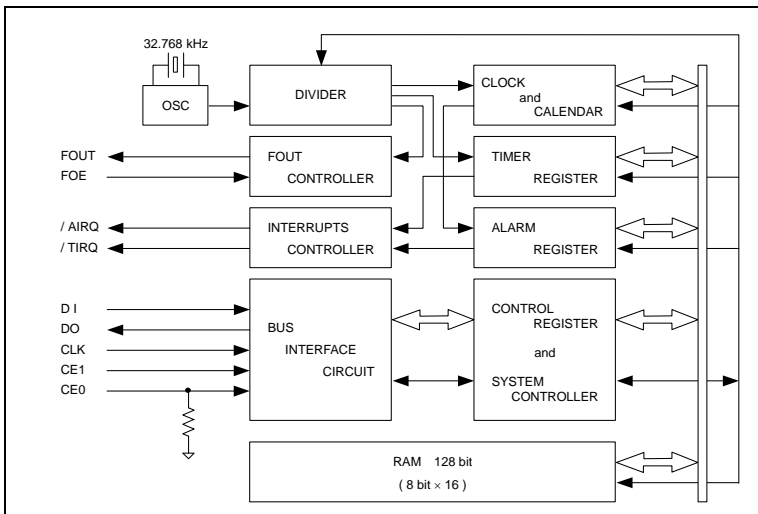 32.768 kHz
OSC
DIVIDER
CLOCK
and
CALENDAR
FOUT
FOE
FOUT
CONTROLLER
TIMER
REGISTER
/ AIRQ
/ TIRQ
INTERRUPTS
CONTROLLER
ALARM
REGISTER
D I
DO
CLK
CE1
CE0
BUS
INTERFACE
CIRCUIT
CONTROL
REGISTER
and
SYSTEM
CONTROLLER
RAM 128 bit
( 8 bit × 16 )